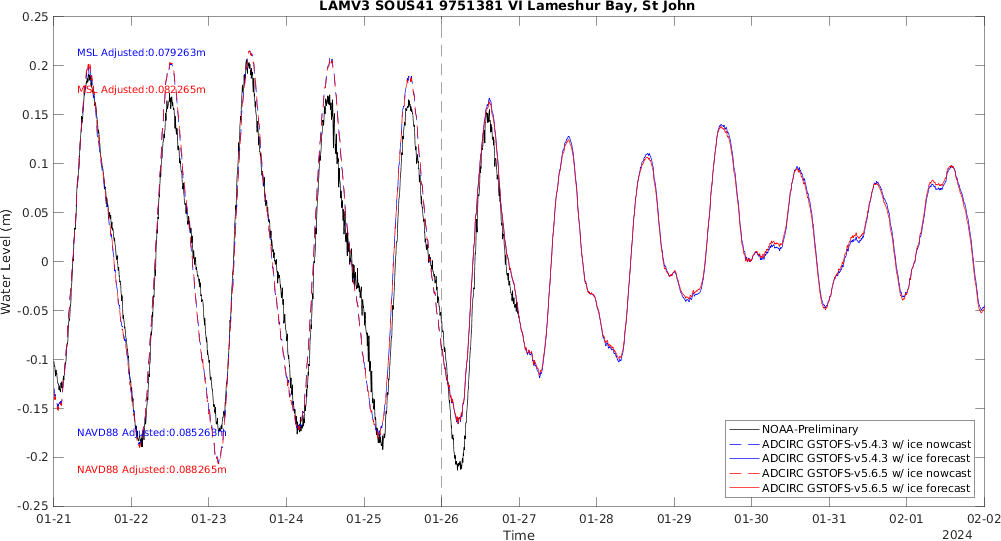 LAMV3 SOUS41 9751381 VI Lameshur Bay, St John
0.25
0.2
0.15
0.1
0.05
0
-0.05
-0.1
-0.15
-0.2
-0.25
Water Level (m)
MSL Adjusted:0.079263m
MSL Adjusted:0.082265m
NAVD88 Adjusted:0.085263m
NAVD88 Adjusted:0.088265m
NOAA-Preliminary
ADCIRC GSTOFS-v5.4.3 w/ ice nowcast
ADCIRC GSTOFS-v5.4.3 w/ ice forecast
ADCIRC GSTOFS-v5.6.5 w/ ice nowcast
ADCIRC GSTOFS-v5.6.5 w/ ice forecast
01-21 01-22 01-23 01-24 01-25 01-26 01-27 01-28 01-29 01-30 01-31 02-01 02-02
Time
2024